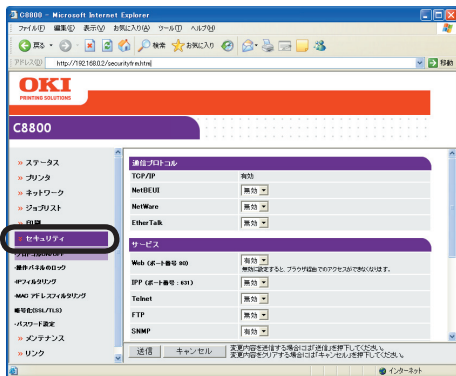 C8800 - Microsoft Internet Explorer
ファイル(F) 編集(E) 表示(V) お気に入り(A) ツール(T) ヘルプ(H)
戻る 検索 お気に入り
アドレス(D) http://192.168.0.2/securityfrm.htm 移動
OKI
PRINTING SOLUTIONS
C8800
» ステータス
» プリンタ
» ネットワーク
» ジョブリスト
» 印刷
» セキュリティ
・プロトコルON/OFF
・操作パネルのロック
・IPフィルタリング
・MAC アドレスフィルタリング
・暗号化(SSL/TLS)
・パスワード設定
» メンテナンス
» リンク
通信プロトコル
TCP/IP 有効
NetBEUI 無効
NetWare 無効
EtherTalk 無効
サービス
Web (ポート番号: 80) 有効
無効に設定すると、ブラウザ経由でのアクセスができなくなります。
IPP (ポート番号 : 631) 無効
Telnet 無効
FTP 無効
SNMP 有効
送信 キャンセル
変更内容を送信する場合には「送信」を押下してください。
変更内容をクリアする場合には「キャンセル」を押下してください。
インターネット